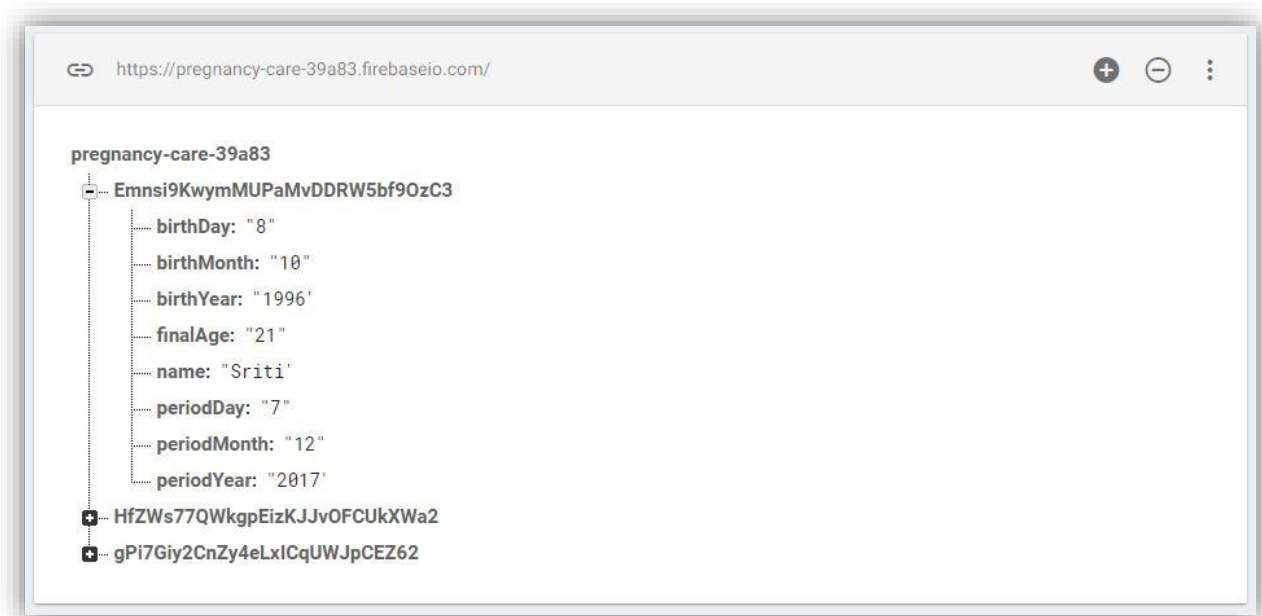 https://pregnancy-care-39a83.firebaseio.com/
pregnancy-care-39a83
Emnsi9KwymMUPaMvDDRW5bf9OzC3
birthDay: "8"
birthMonth: "10"
birthYear: "1996'
finalAge: "21"
name: "Sriti'
periodDay: "7"
periodMonth: "12"
periodYear: "2017'
HfZWs77QWkgpEizKJJvOFCUkXWa2
gPi7Giy2CnZy4eLxICqUWJpCEZ62